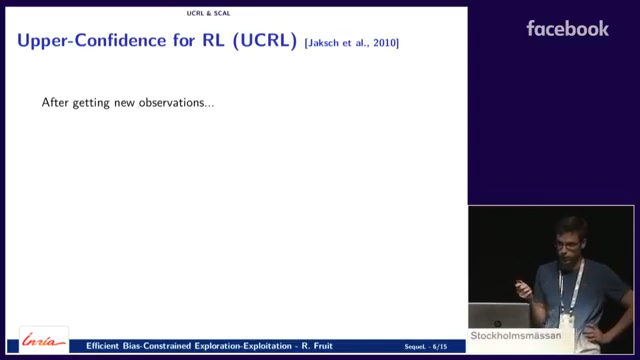 UCRL & SCAL
facebook
Upper-Confidence for RL (UCRL) [Jaksch et al., 2010]
After getting new observations...
Stockholmsmässan
Inria
Efficient Bias-Constrained Exploration-Exploitation - R. Fruit
SequeL - 6/15